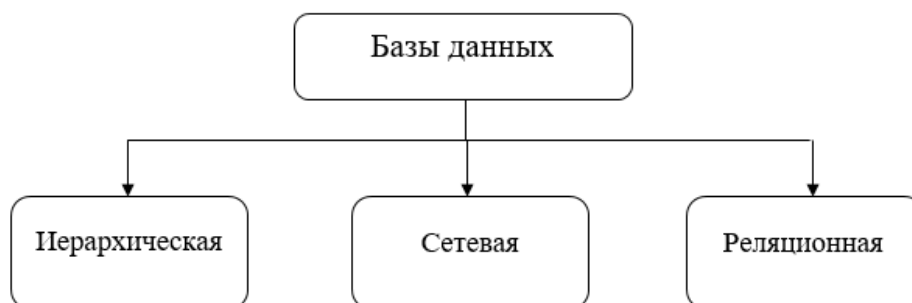 Базы данных
Иерархическая
Сетевая
Реляционная